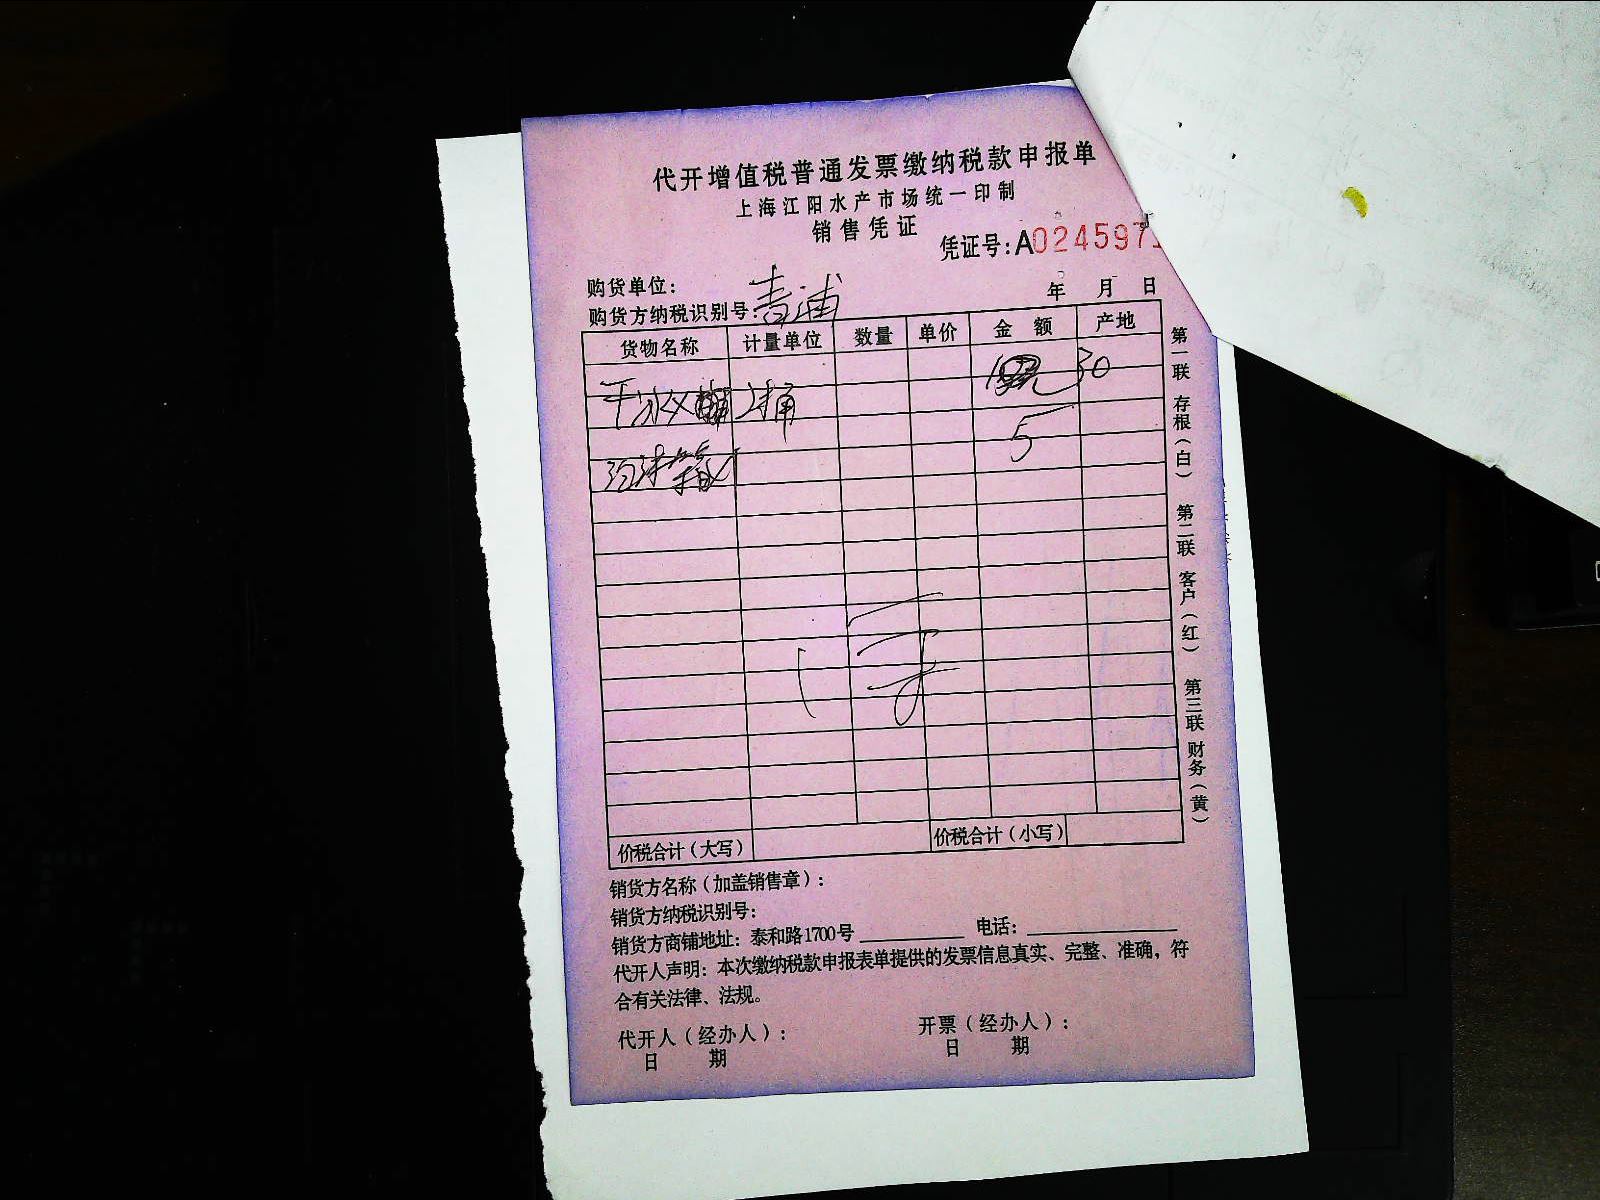 代开增值税普通发票缴纳税款申报单
上海江阳水产市场统一印制
销售凭证
凭证号:A024597
购货单位:
购货方纳税识别号:青浦
年 月 日
货物名称 计量单位 数量 单价 金 额 产地
30
2桶
5
价税合计(大写) 价税合计(小写)
销货方名称(加盖销售章):
销货方纳税识别号:
销货方商铺地址: 泰和路1700号 电话:
代开人声明: 本次缴纳税款申报表单提供的发票信息真实、完整、准确, 符
合有关法律、法规。
代开人(经办人): 开票(经办人):
日 期 日 期
第一联 存根(白) 第二联 客户(红) 第三联 财务(黄)